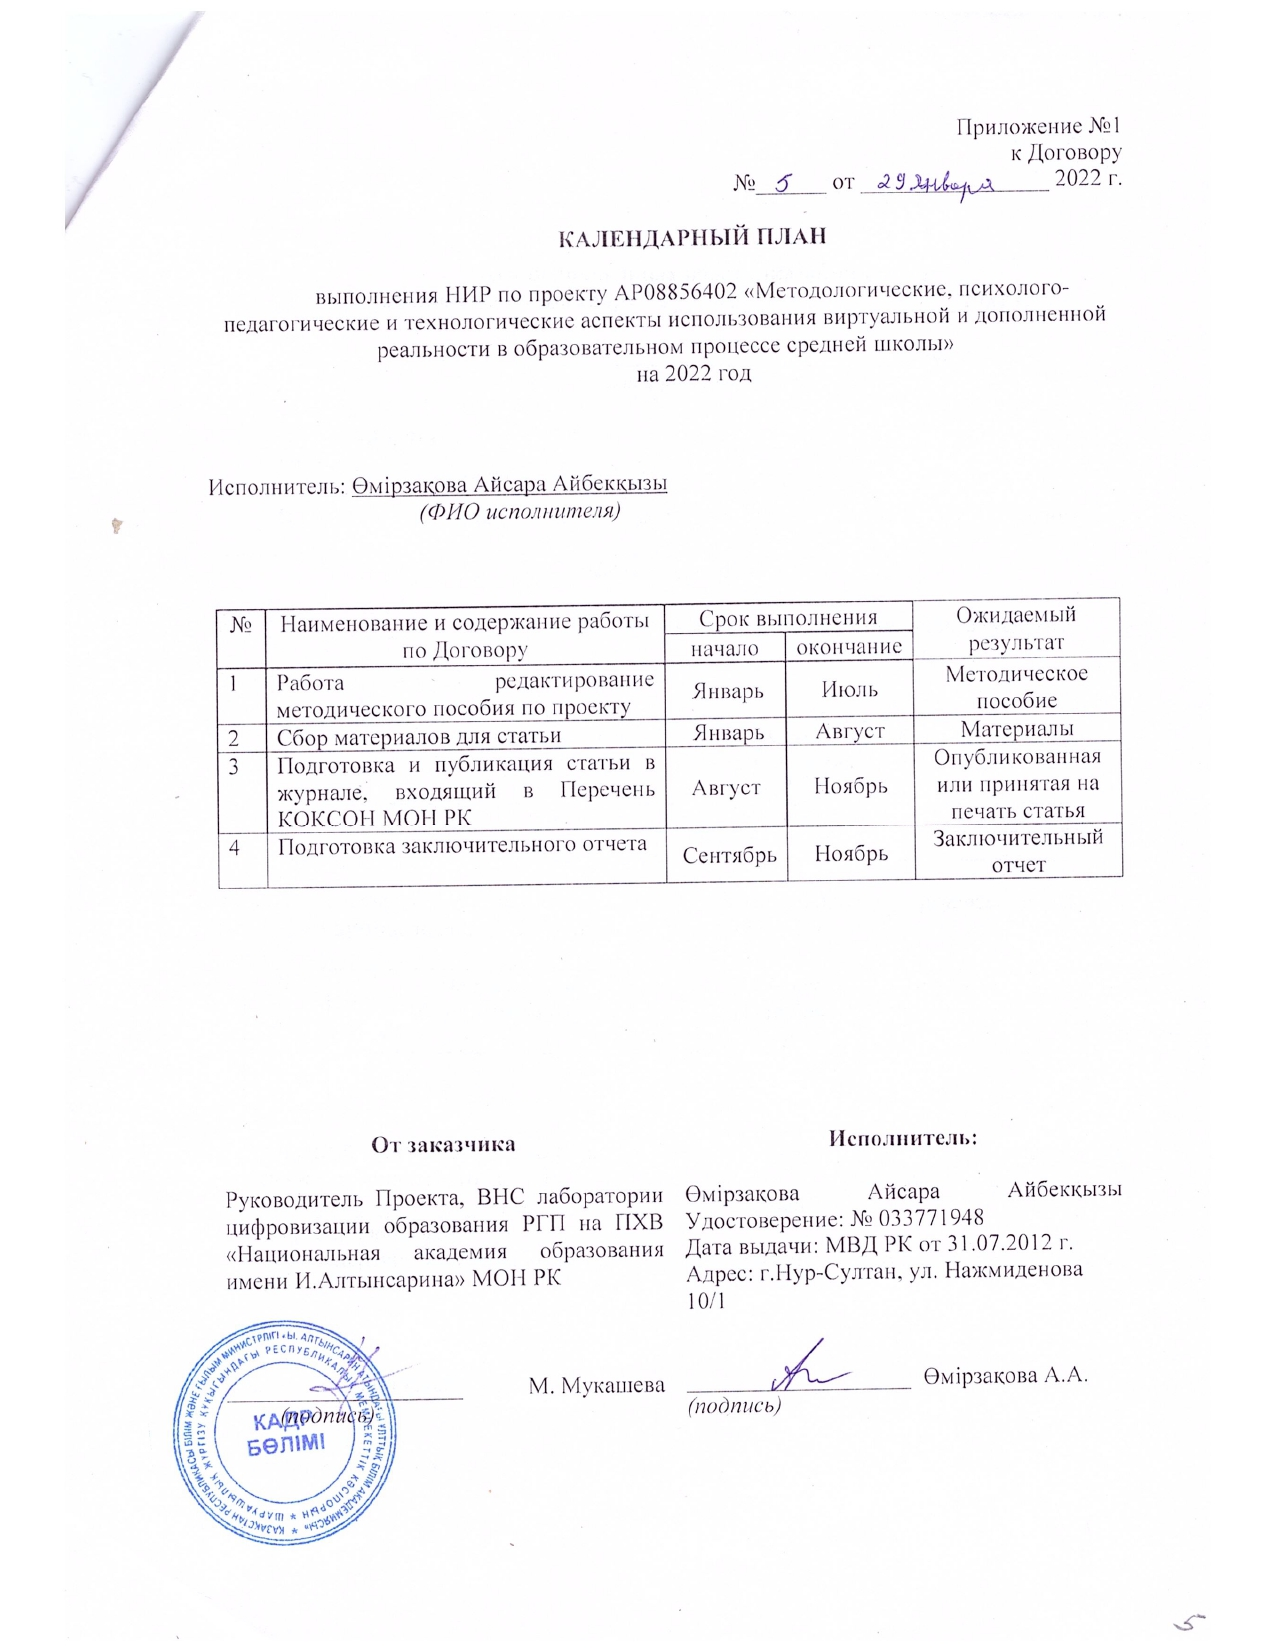 Приложение №1
к Договору
№ 5 от 29 января 2022 г.
КАЛЕНДАРНЫЙ ПЛАН
выполнения НИР по проекту АР08856402 «Методологические, психолого-
педагогические и технологические аспекты использования виртуальной и дополненной
реальности в образовательном процессе средней школы»
на 2022 год
Исполнитель: Өмірзақова Айсара Айбекқызы
(ФИО исполнителя)
№ Наименование и содержание работы по Договору Срок выполнения Ожидаемый результат
начало окончание
1 Работа редактирование методического пособия по проекту Январь Июль Методическое пособие
2 Сбор материалов для статьи Январь Август Материалы
3 Подготовка и публикация статьи в журнале, входящий в Перечень КОКСОН МОН РК Август Ноябрь Опубликованная или принятая на печать статья
4 Подготовка заключительного отчета Сентябрь Ноябрь Заключительный отчет
От заказчика
Руководитель Проекта, ВНС лаборатории
цифровизации образования РГП на ПХВ
«Национальная академия образования
имени И.Алтынсарина» МОН РК
М. Мукашева
(подпись)
КАДР
БӨЛІМІ
Исполнитель:
Өмірзақова Айсара Айбекқызы
Удостоверение: № 033771948
Дата выдачи: МВД РК от 31.07.2012 г.
Адрес: г.Нур-Султан, ул. Нажмиденова
10/1
Өмірзақова А.А.
(подпись)
5